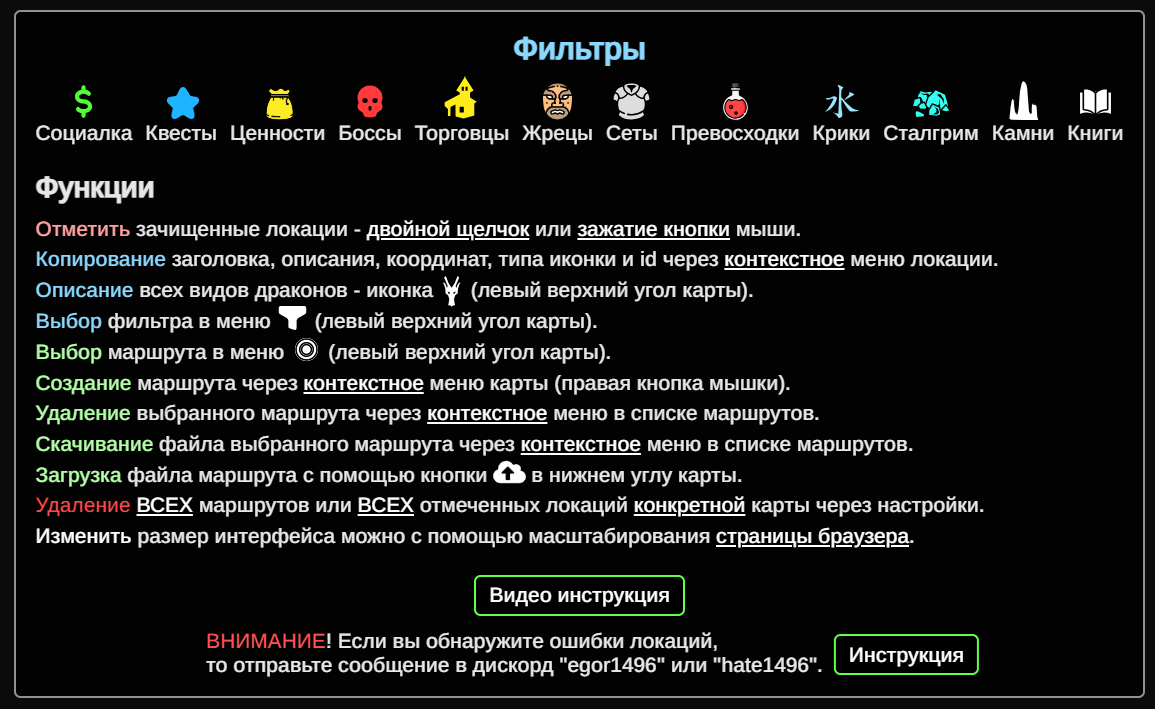 Фильтры
Социалка Квесты Ценности Боссы Торговцы Жрецы Сеты Превосходки Крики Сталгрим Камни Книги
Функции
Отметить зачищенные локации - двойной щелчок или зажатие кнопки мыши.
Копирование заголовка, описания, координат, типа иконки и id через контекстное меню локации.
Описание всех видов драконов - иконка (левый верхний угол карты).
Выбор фильтра в меню (левый верхний угол карты).
Выбор маршрута в меню (левый верхний угол карты).
Создание маршрута через контекстное меню карты (правая кнопка мышки).
Удаление выбранного маршрута через контекстное меню в списке маршрутов.
Скачивание файла выбранного маршрута через контекстное меню в списке маршрутов.
Загрузка файла маршрута с помощью кнопки в нижнем углу карты.
Удаление ВСЕХ маршрутов или ВСЕХ отмеченных локаций конкретной карты через настройки.
Изменить размер интерфейса можно с помощью масштабирования страницы браузера.
Видео инструкция
ВНИМАНИЕ! Если вы обнаружите ошибки локаций,
то отправьте сообщение в дискорд "egor1496" или "hate1496".
Инструкция